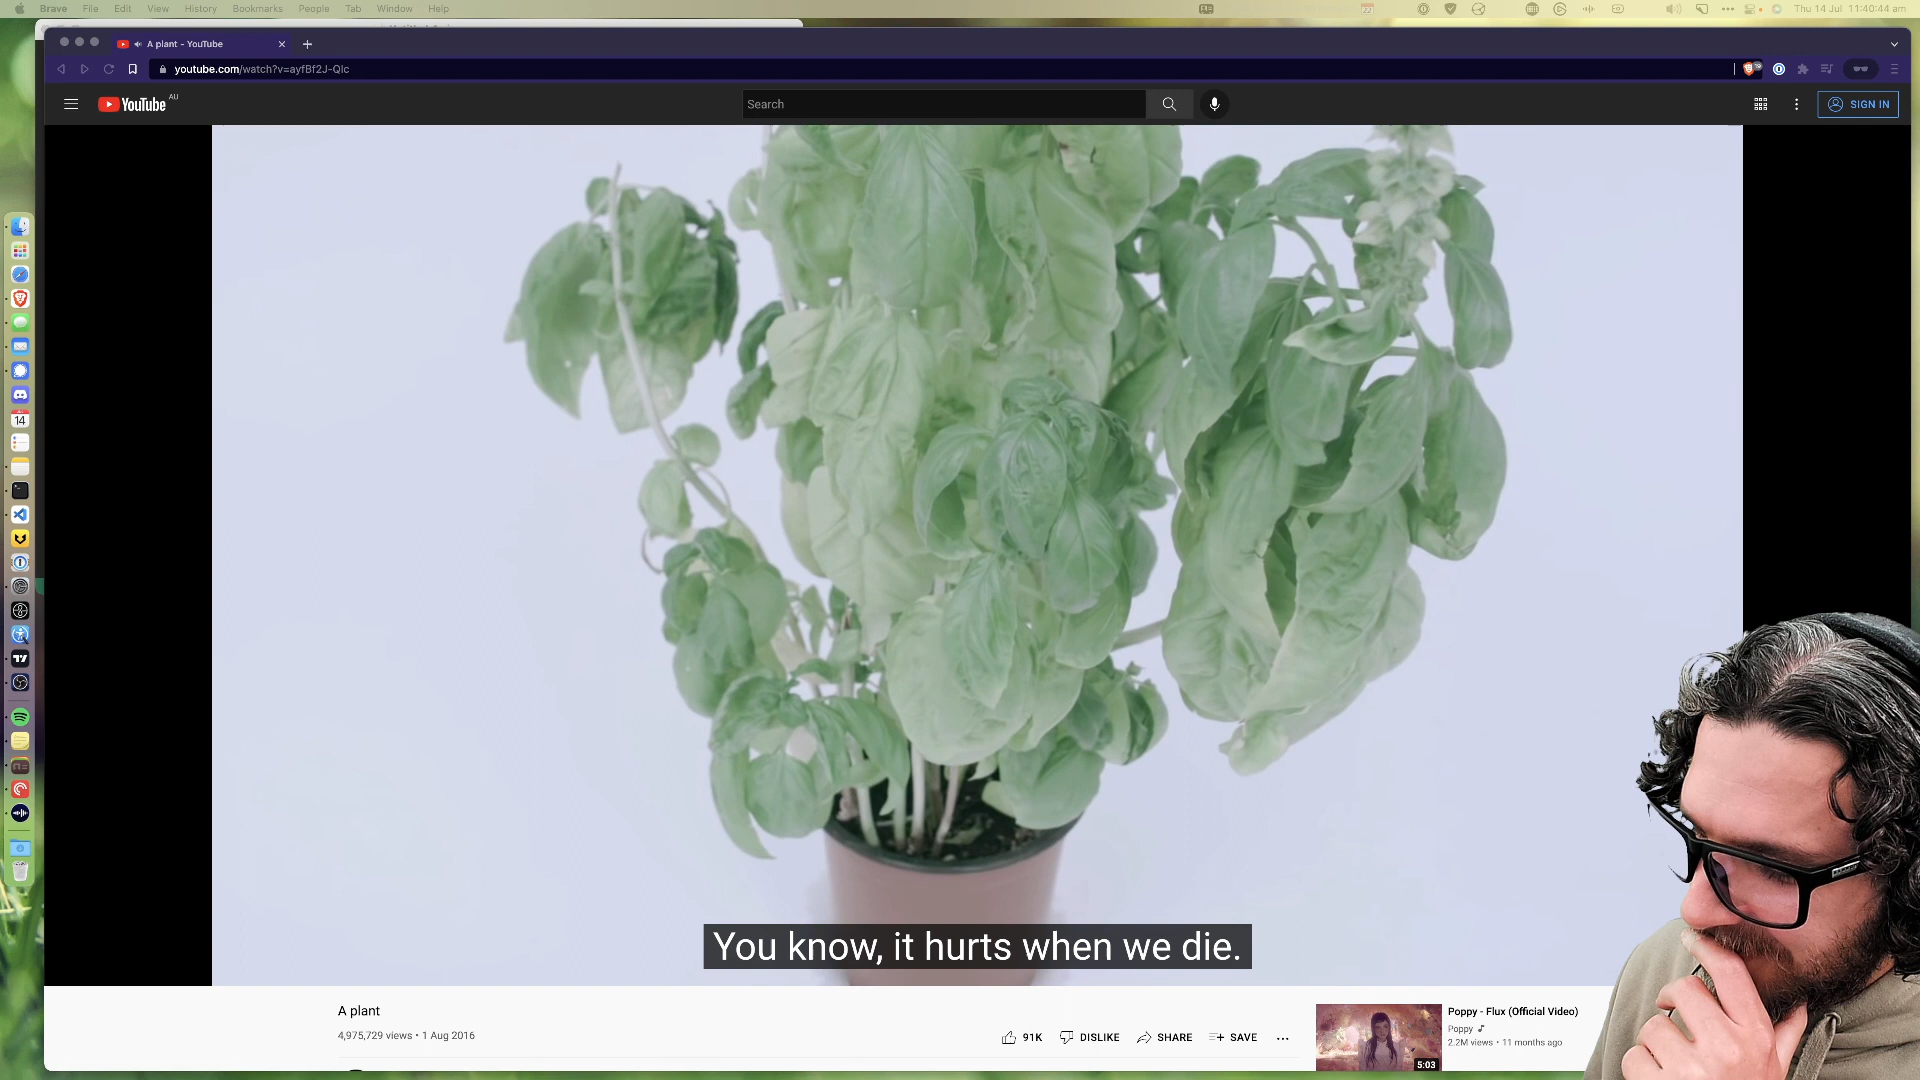 Brave File Edit View History Bookmarks People Tab Window Help
Thu 14 Jul 11:40:44 am
A plant - YouTube
youtube.com/watch?v=ayfBf2J-QIc
YouTube AU
Search
SIGN IN
14
You know, it hurts when we die.
A plant
4,975,729 views • 1 Aug 2016
91K DISLIKE SHARE SAVE
5:03
Poppy - Flux (Official Video)
Poppy
2.2M views • 11 months ago